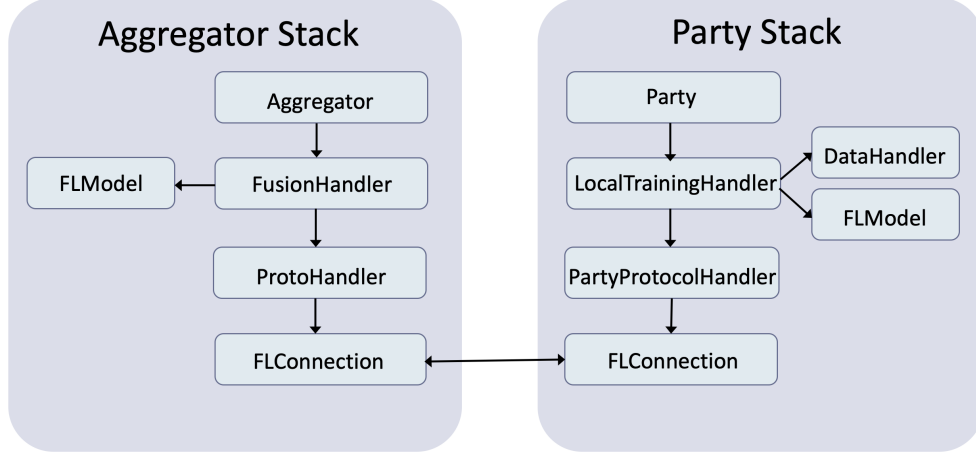 Aggregator Stack
Aggregator
FLModel
FusionHandler
ProtoHandler
FLConnection
Party Stack
Party
LocalTrainingHandler
DataHandler
FLModel
PartyProtocolHandler
FLConnection